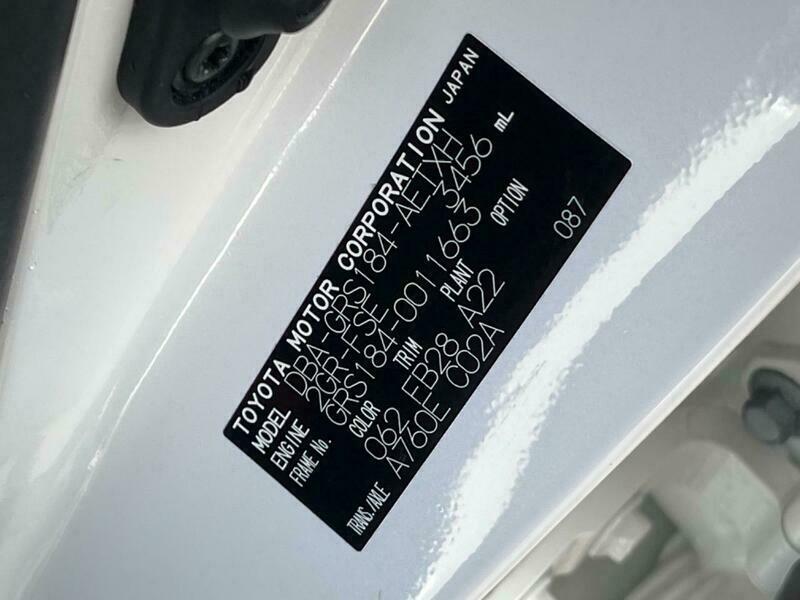 TOYOTA MOTOR CORPORATION JAPAN
MODEL DBA-GRS184-AETXH
ENGINE 2GR-FSE 3456 mL
FRAME No. GRS184-0011663
COLOR TRIM PLANT OPTION
062 FB28 A22
TRANS./AXLE A760E C02A 087